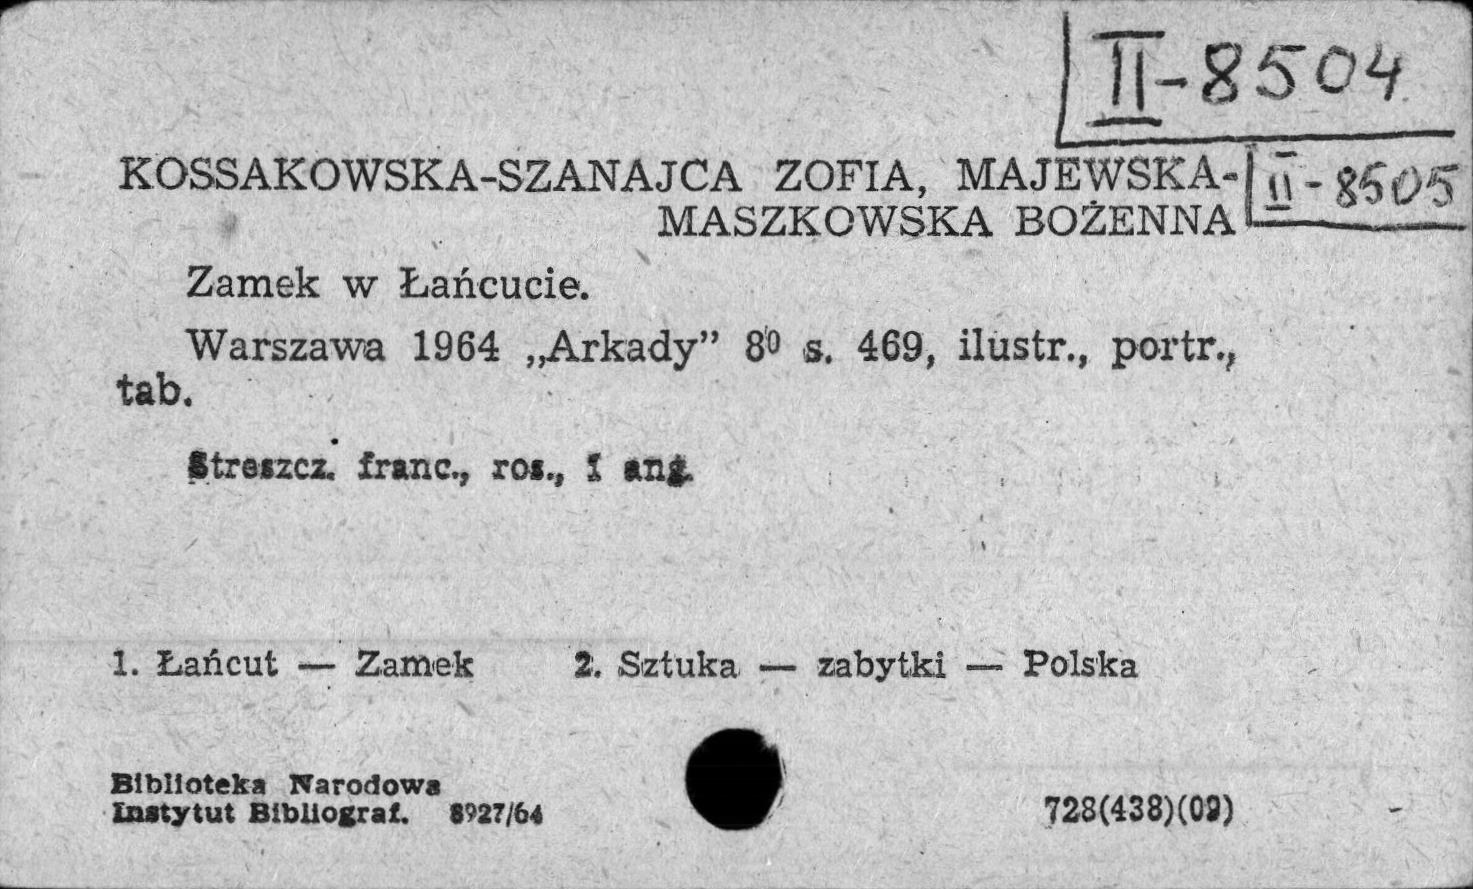 II-8504
KOSSAKOWSKA-SZANAJCA ZOFIA, MAJEWSKA-
II-8505
MASZKOWSKA BOŻENNA
Zamek w Łańcucie.
Warszawa 1964 „Arkady” 8⁰ s. 469, ilustr., portr.,
tab.
Streszcz. franc., ros., i ang.
1. Łańcut — Zamek 2. Sztuka — zabytki — Polska
Biblioteka Narodowa
Instytut Bibliograf. 8927/64
728(438)(09)